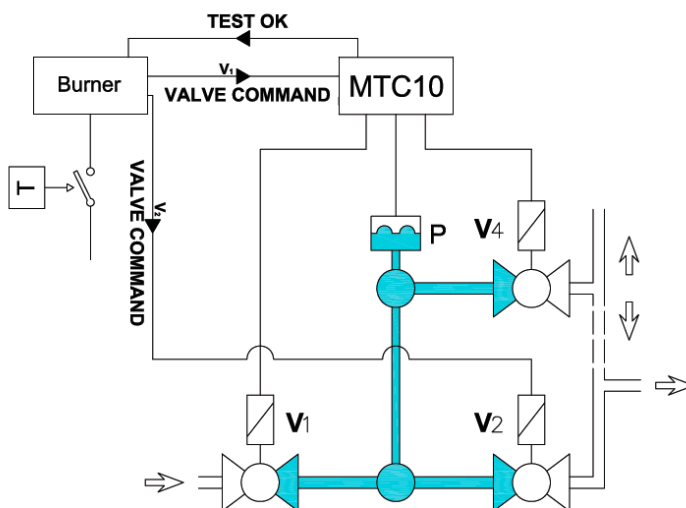 TEST OK
V₁
VALVE COMMAND
Burner
MTC10
T
V₂
VALVE COMMAND
P
V4
V1
V2